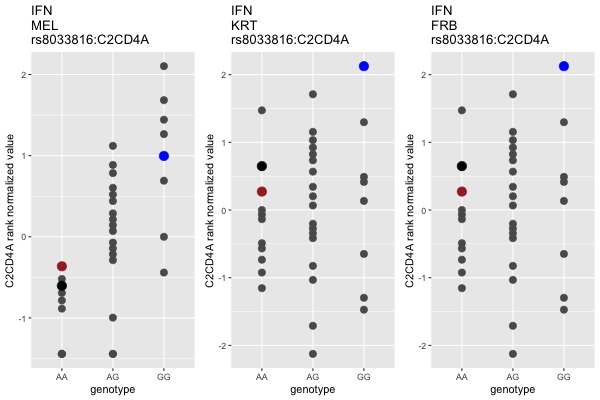 IFN
MEL
rs8033816:C2CD4A
IFN
KRT
rs8033816:C2CD4A
IFN
FRB
rs8033816:C2CD4A
C2CD4A rank normalized value
2
1
0
-1
AA AG GG
genotype
C2CD4A rank normalized value
2
1
0
-1
-2
AA AG GG
genotype
C2CD4A rank normalized value
2
1
0
-1
-2
AA AG GG
genotype